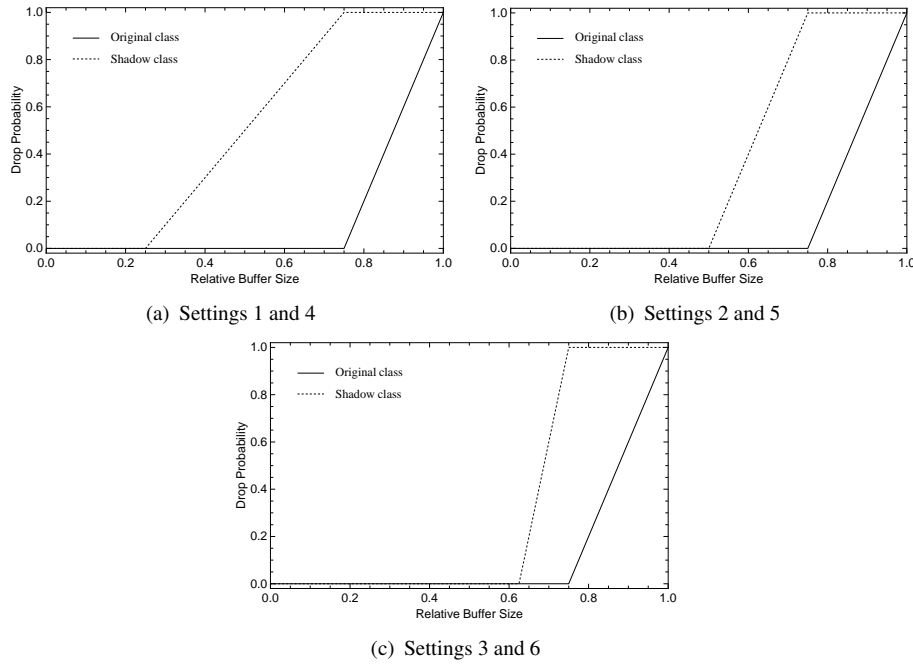 1.0
Original class
0.8
Shadow class
0.6
Drop Probability
0.4
0.2
0.0
0.0 0.2 0.4 0.6 0.8 1.0
Relative Buffer Size
(a) Settings 1 and 4
1.0
Original class
0.8
Shadow class
0.6
Drop Probability
0.4
0.2
0.0
0.0 0.2 0.4 0.6 0.8 1.0
Relative Buffer Size
(b) Settings 2 and 5
1.0
Original class
0.8
Shadow class
0.6
Drop Probability
0.4
0.2
0.0
0.0 0.2 0.4 0.6 0.8 1.0
Relative Buffer Size
(c) Settings 3 and 6